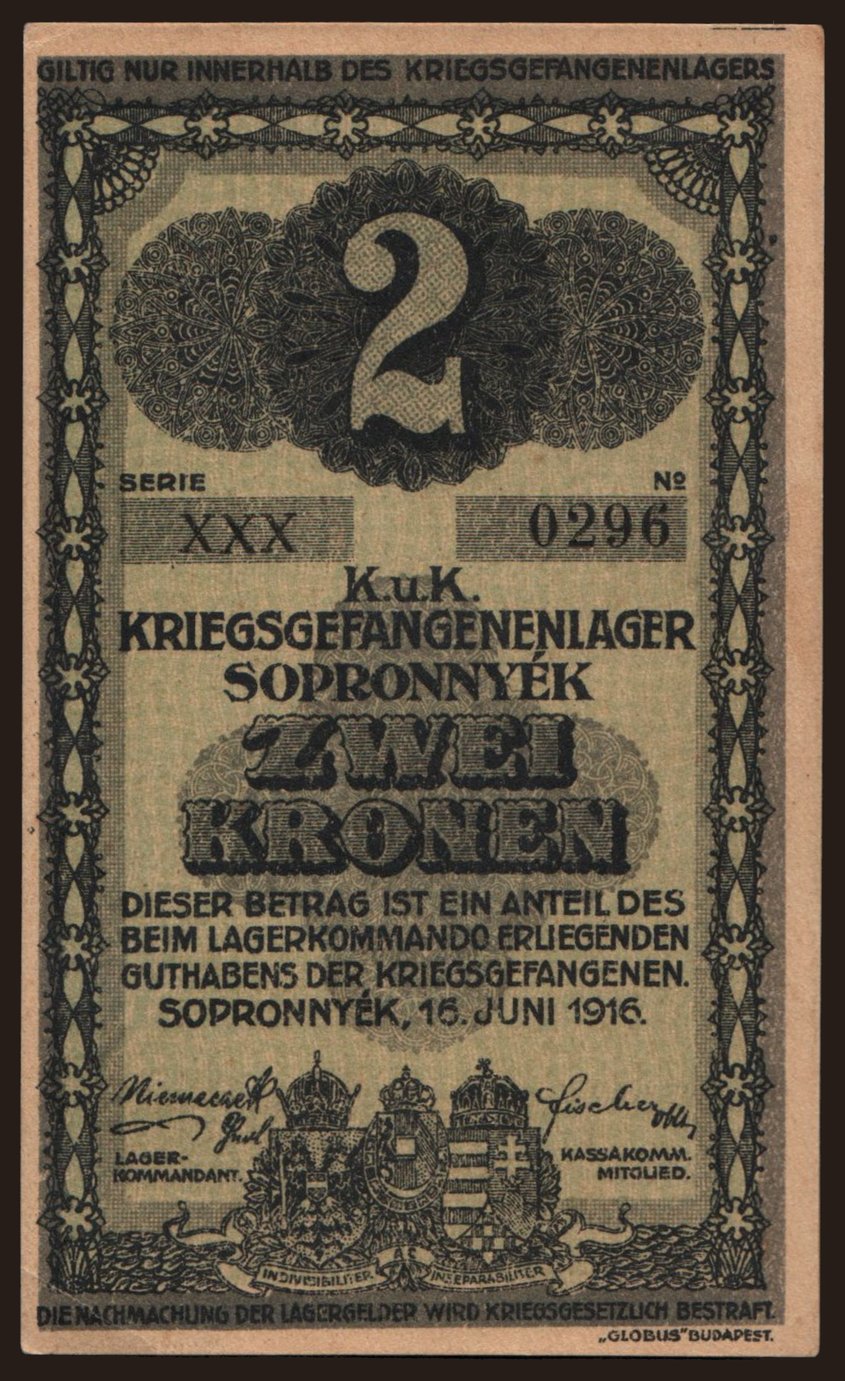 GILTIG NUR INNERHALB DES KRIEGSGEFANGENENLAGERS
2
SERIE Nº
XXX 0296
K.u.K.
KRIEGSGEFANGENENLAGER
SOPRONNYÉK
ZWEI
KRONEN
DIESER BETRAG IST EIN ANTEIL DES
BEIM LAGERKOMMANDO ERLIEGENDEN
GUTHABENS DER KRIEGSGEFANGENEN.
SOPRONNYÉK, 16. JUNI 1916.
Fischer
LAGER-
KOMMANDANT.
KASSAKOMM.
MITGLIED.
INDIVISIBILITER AC INSEPARABILITER
DIE NACHMACHUNG DER LAGERGELDER WIRD KRIEGSGESETZLICH BESTRAFT.
„GLOBUS" BUDAPEST.